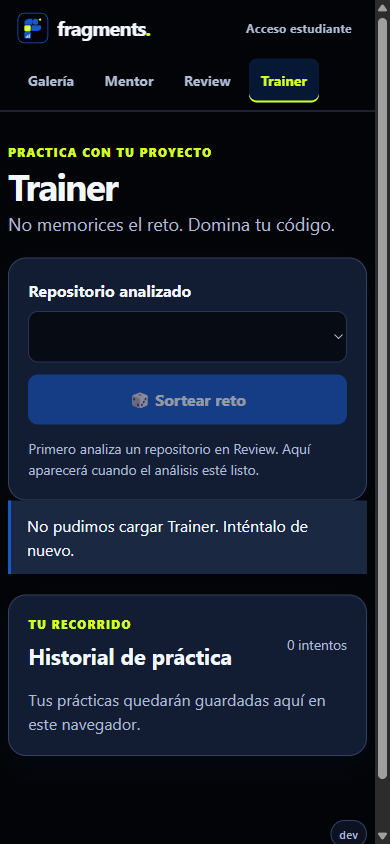 fragments.
Acceso estudiante
Galería
Mentor
Review
Trainer
PRACTICA CON TU PROYECTO
Trainer
No memorices el reto. Domina tu código.
Repositorio analizado
Sortear reto
Primero analiza un repositorio en Review. Aquí
aparecerá cuando el análisis esté listo.
No pudimos cargar Trainer. Inténtalo de
nuevo.
TU RECORRIDO
Historial de práctica
0 intentos
Tus prácticas quedarán guardadas aquí en
este navegador.
dev